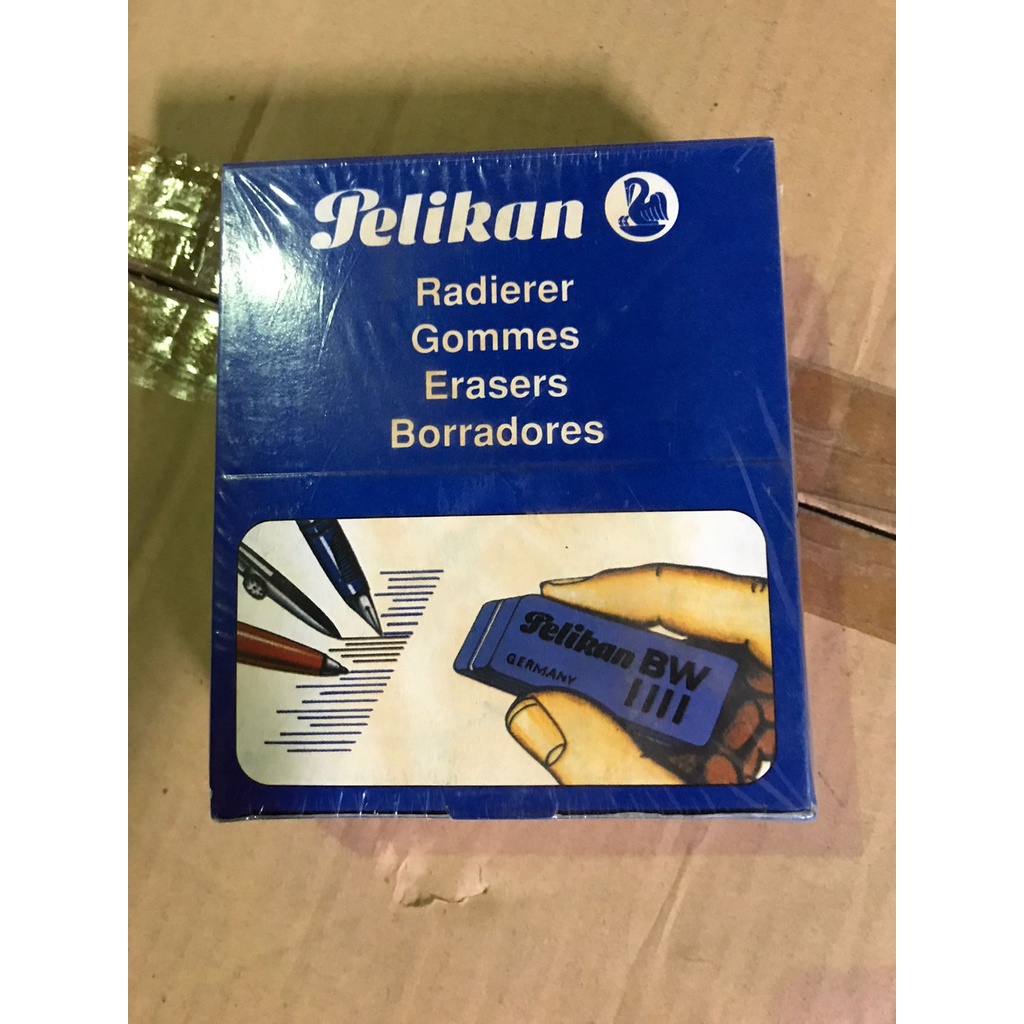 Pelikan
Radierer
Gommes
Erasers
Borradores
Pelikan BW
GERMANY